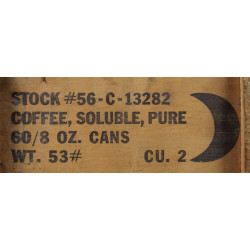 STOCK #56-C-13282
COFFEE, SOLUBLE, PURE
60/8 OZ. CANS
WT. 53# CU. 2